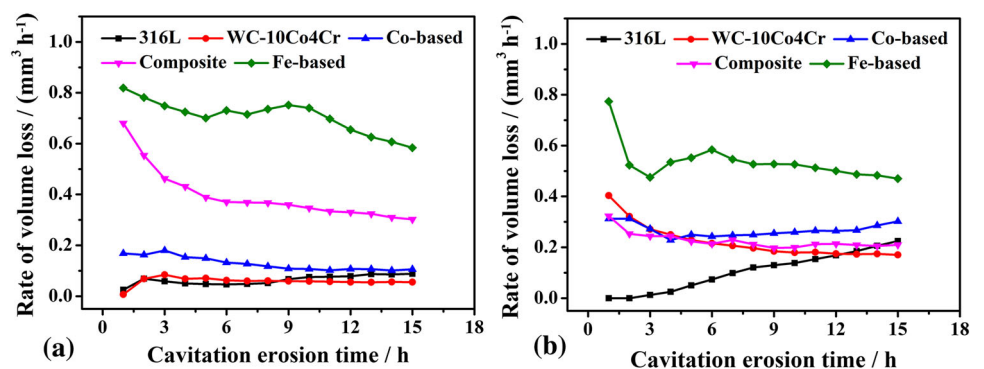 316L WC-10Co4Cr Co-based
Composite Fe-based
Rate of volume loss / (mm³ h⁻¹)
1.0
0.8
0.6
0.4
0.2
0.0
0 3 6 9 12 15 18
Cavitation erosion time / h
(a)
316L WC-10Co4Cr Co-based
Composite Fe-based
Rate of volume loss / (mm³ h⁻¹)
1.0
0.8
0.6
0.4
0.2
0.0
0 3 6 9 12 15 18
Cavitation erosion time / h
(b)